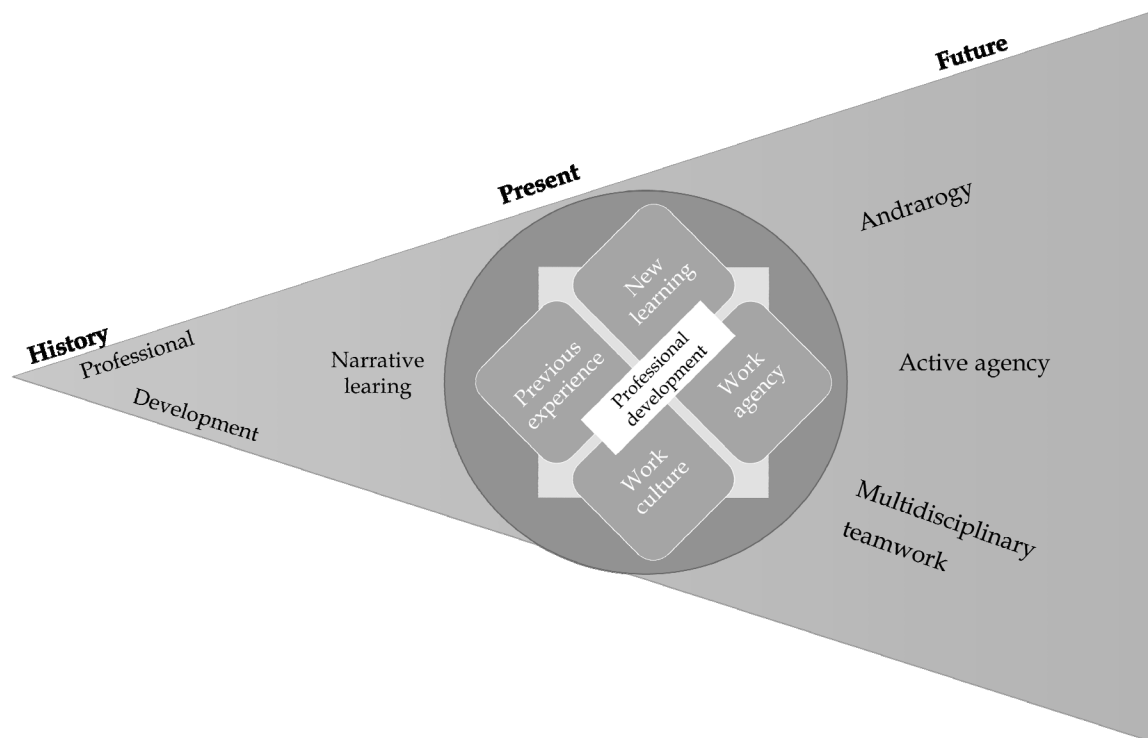 History
Professional
Development
Narrative
learing
Present
New
learning
Previous
experience
Professional
development
Work
agency
Work
culture
Future
Andrarogy
Active agency
Multidisciplinary
teamwork